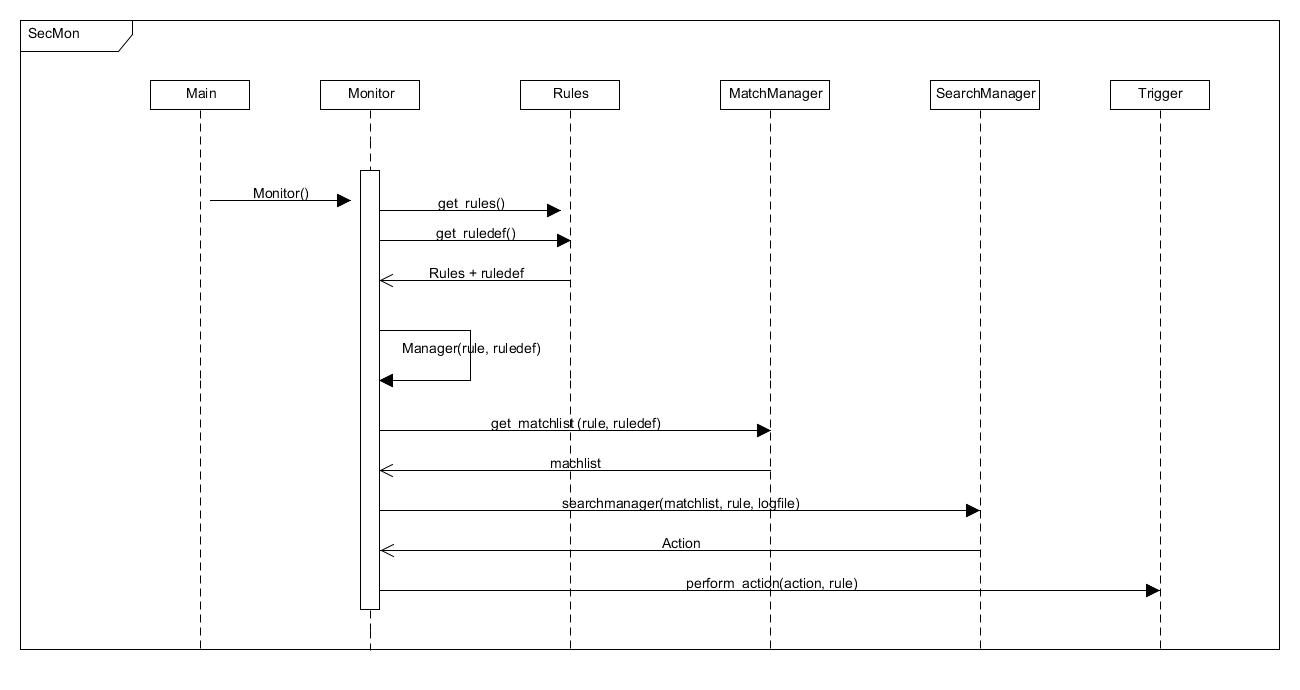 SecMon
Main
Monitor
Rules
MatchManager
SearchManager
Trigger
Monitor()
get_rules()
get_ruledef()
Rules + ruledef
Manager(rule, ruledef)
get_matchlist (rule, ruledef)
machlist
searchmanager(matchlist, rule, logfile)
Action
perform_action(action, rule)